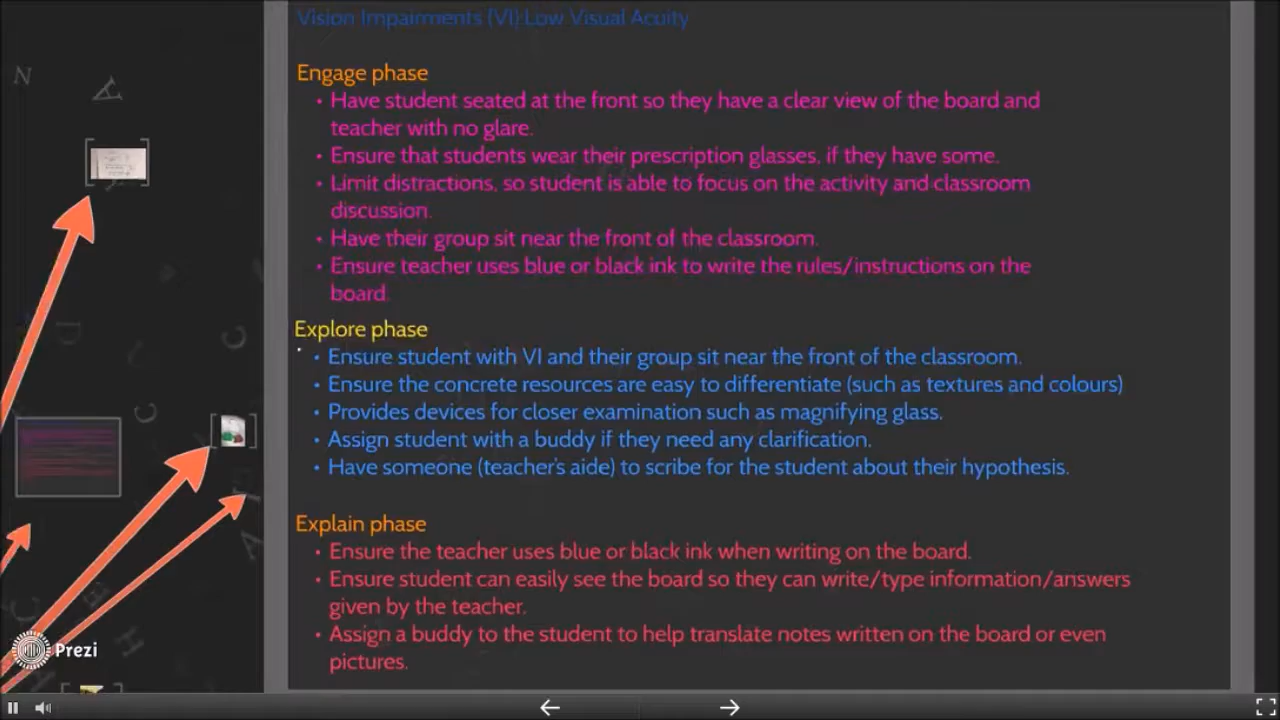 Vision Impairments (VI):Low Visual Acuity
Engage phase
• Have student seated at the front so they have a clear view of the board and
teacher with no glare.
• Ensure that students wear their prescription glasses, if they have some.
• Limit distractions, so student is able to focus on the activity and classroom
discussion.
• Have their group sit near the front of the classroom.
• Ensure teacher uses blue or black ink to write the rules/instructions on the
board.
Explore phase
• Ensure student with VI and their group sit near the front of the classroom.
• Ensure the concrete resources are easy to differentiate (such as textures and colours)
• Provides devices for closer examination such as magnifying glass.
• Assign student with a buddy if they need any clarification.
• Have someone (teacher's aide) to scribe for the student about their hypothesis.
Explain phase
• Ensure the teacher uses blue or black ink when writing on the board.
• Ensure student can easily see the board so they can write/type information/answers
given by the teacher.
• Assign a buddy to the student to help translate notes written on the board or even
pictures.
Prezi